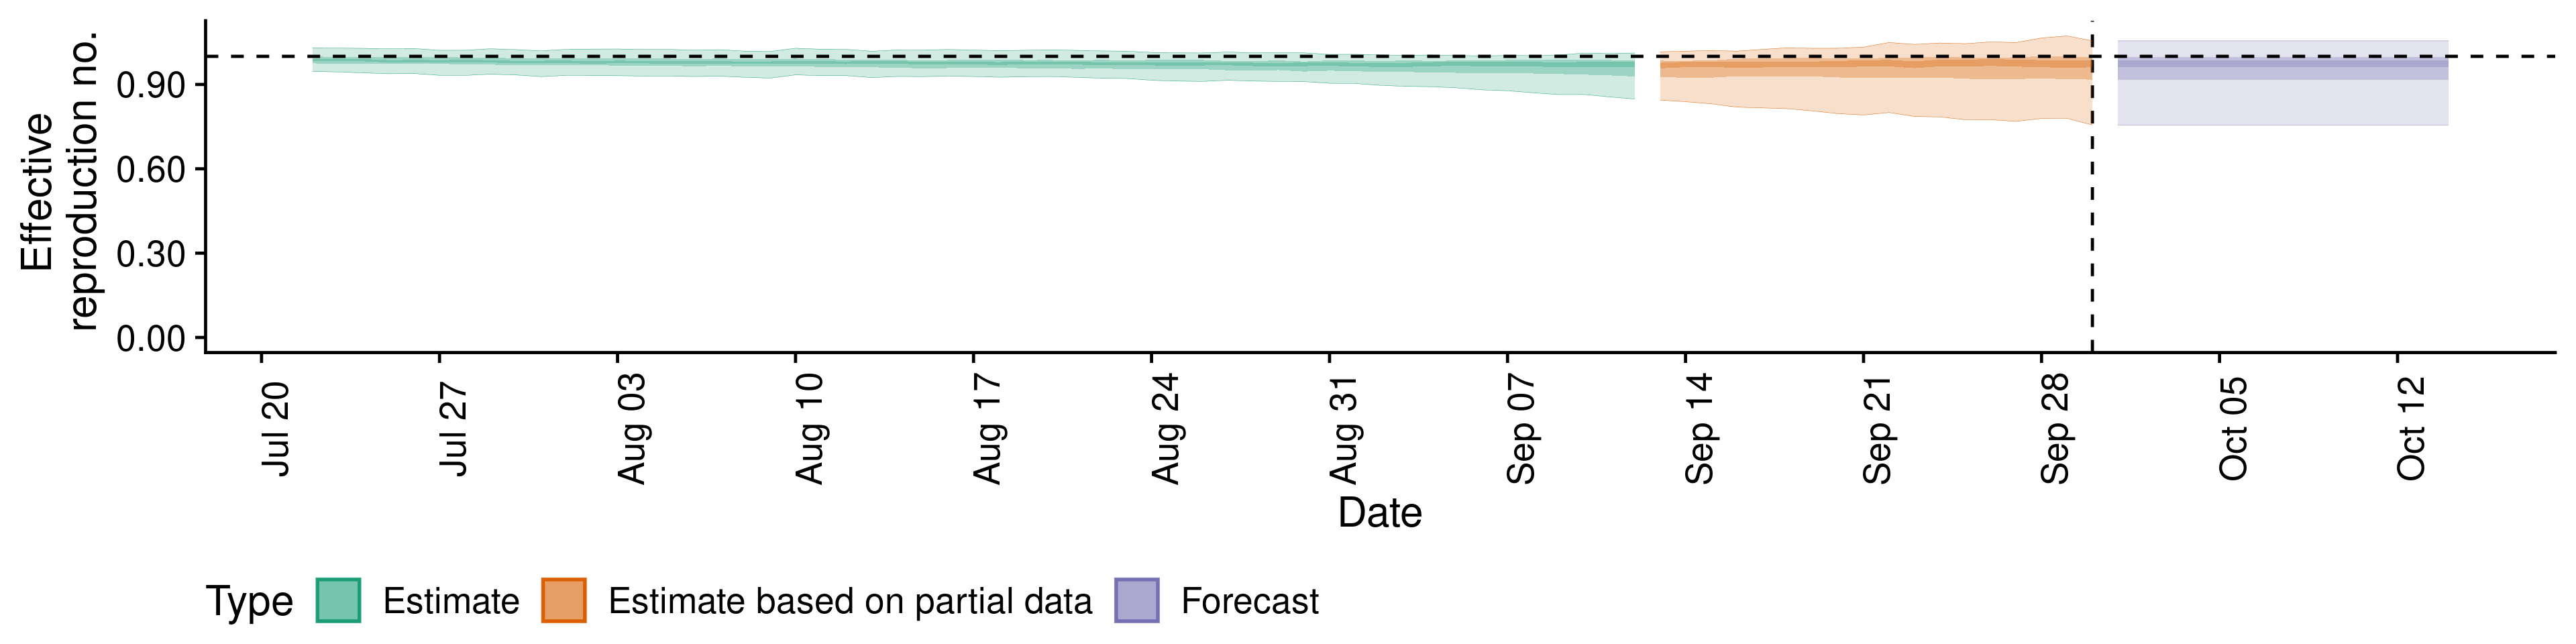 Effective
reproduction no.
0.90
0.60
0.30
0.00
Jul 20
Jul 27
Aug 03
Aug 10
Aug 17
Aug 24
Aug 31
Sep 07
Sep 14
Sep 21
Sep 28
Oct 05
Oct 12
Date
Type Estimate Estimate based on partial data Forecast